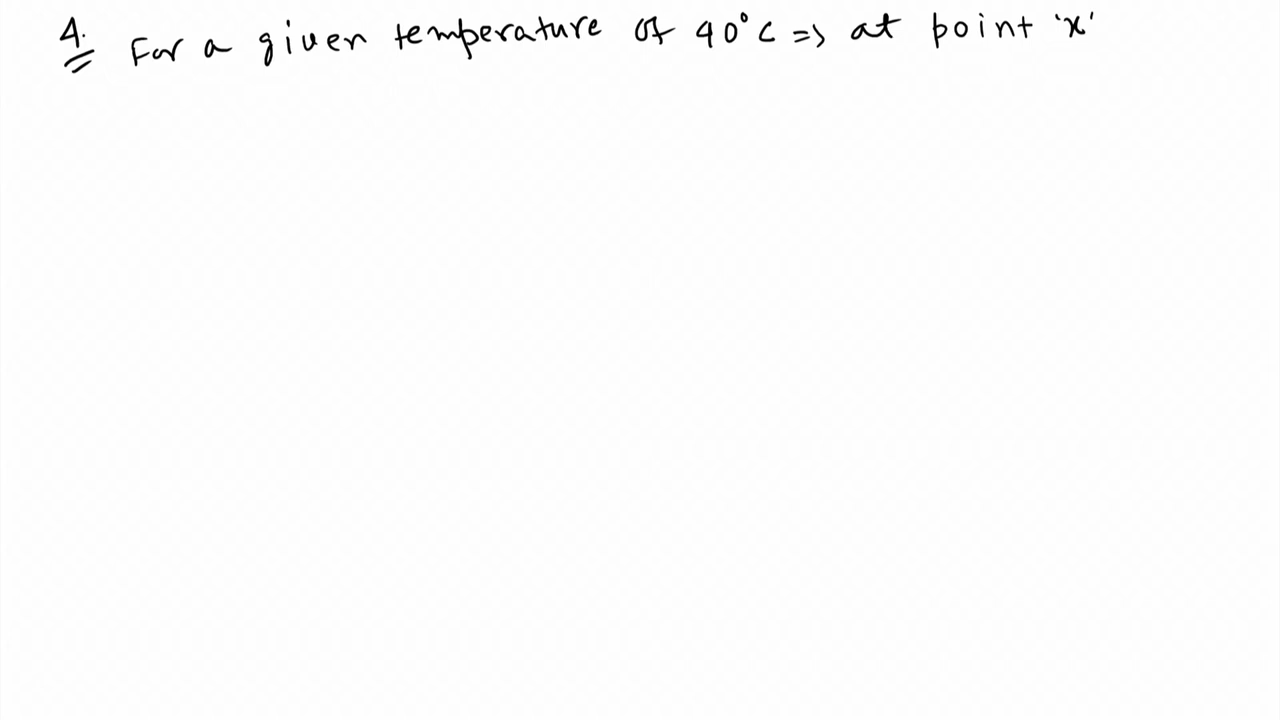 4. For a given temperature of 40°C => at point 'x'